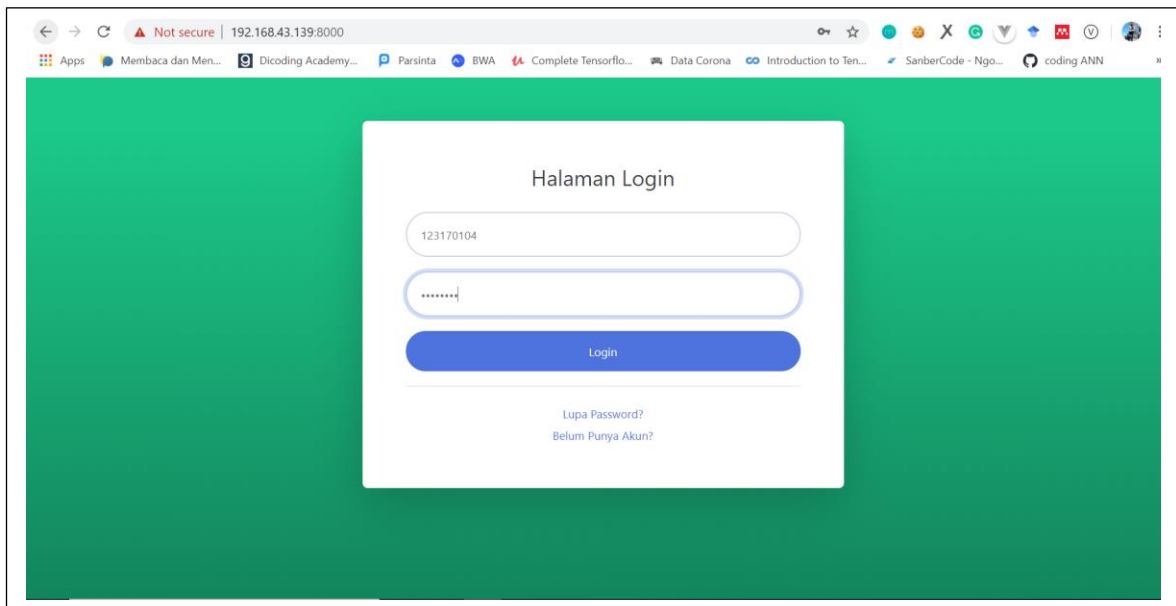 Not secure | 192.168.43.139:8000
Apps Membaca dan Men... Dicoding Academy... Parsinta BWA Complete Tensorflo... Data Corona Introduction to Ten... SanberCode - Ngo... coding ANN »
Halaman Login
123170104
••••••••
Login
Lupa Password?
Belum Punya Akun?